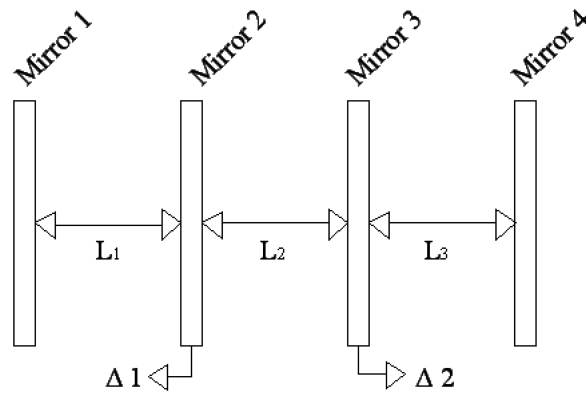 Mirror 1
Mirror 2
Mirror 3
Mirror 4
L1
L2
L3
Δ 1
Δ 2